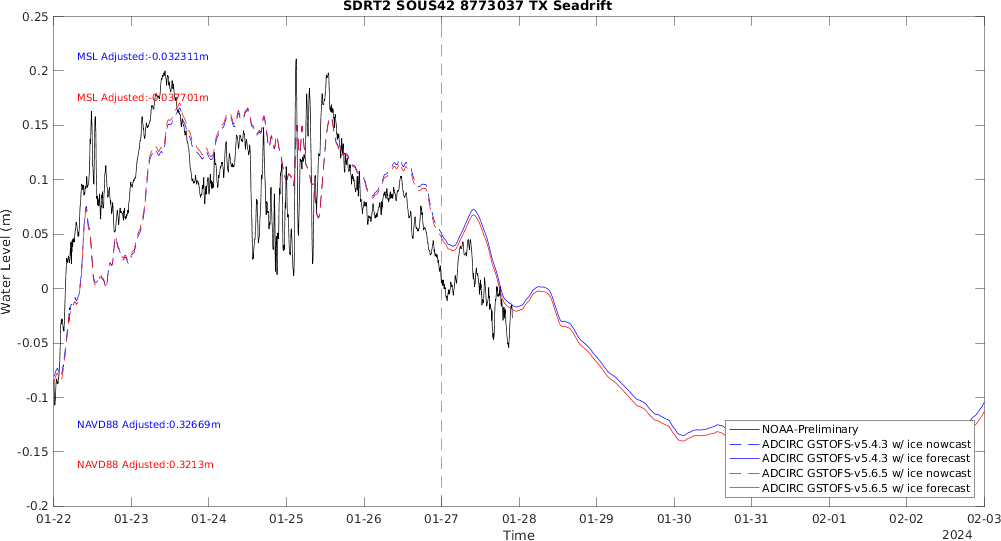 SDRT2 SOUS42 8773037 TX Seadrift
0.25
0.2
0.15
0.1
0.05
0
-0.05
-0.1
-0.15
-0.2
Water Level (m)
MSL Adjusted:-0.032311m
MSL Adjusted:-0.037701m
NAVD88 Adjusted:0.32669m
NAVD88 Adjusted:0.3213m
NOAA-Preliminary
ADCIRC GSTOFS-v5.4.3 w/ ice nowcast
ADCIRC GSTOFS-v5.4.3 w/ ice forecast
ADCIRC GSTOFS-v5.6.5 w/ ice nowcast
ADCIRC GSTOFS-v5.6.5 w/ ice forecast
01-22 01-23 01-24 01-25 01-26 01-27 01-28 01-29 01-30 01-31 02-01 02-02 02-03
Time
2024